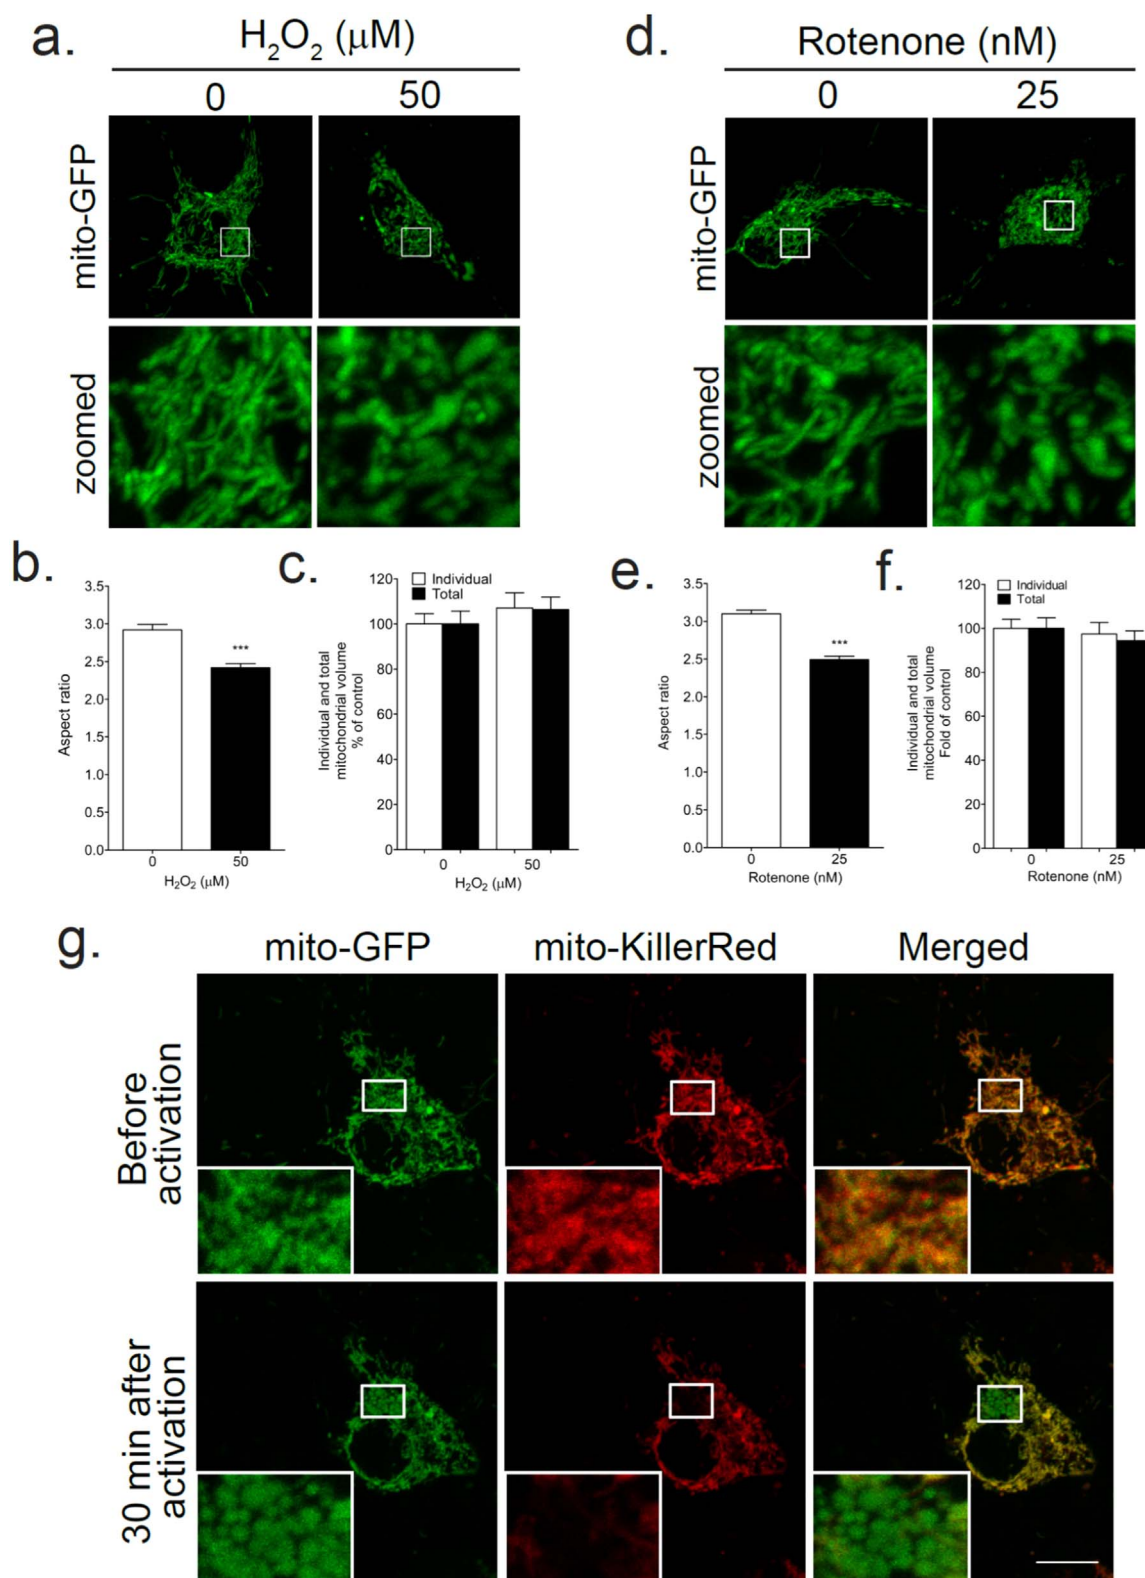 a.
H₂O₂ (μM)
0 50
mito-GFP
zoomed
d.
Rotenone (nM)
0 25
mito-GFP
zoomed
b.
Aspect ratio
3.5
3.0
2.5
2.0
1.5
1.0
0.5
0.0
***
0 50
H₂O₂ (μM)
c.
Individual and total
mitochondrial volume
% of control
120
100
80
60
40
20
0
Individual
Total
0 50
H₂O₂ (μM)
e.
Aspect ratio
3.5
3.0
2.5
2.0
1.5
1.0
0.5
0.0
***
0 25
Rotenone (nM)
f.
Individual and total
mitochondrial volume
Fold of control
120
100
80
60
40
20
0
Individual
Total
0 25
Rotenone (nM)
g.
mito-GFP mito-KillerRed Merged
Before
activation
30 min after
activation